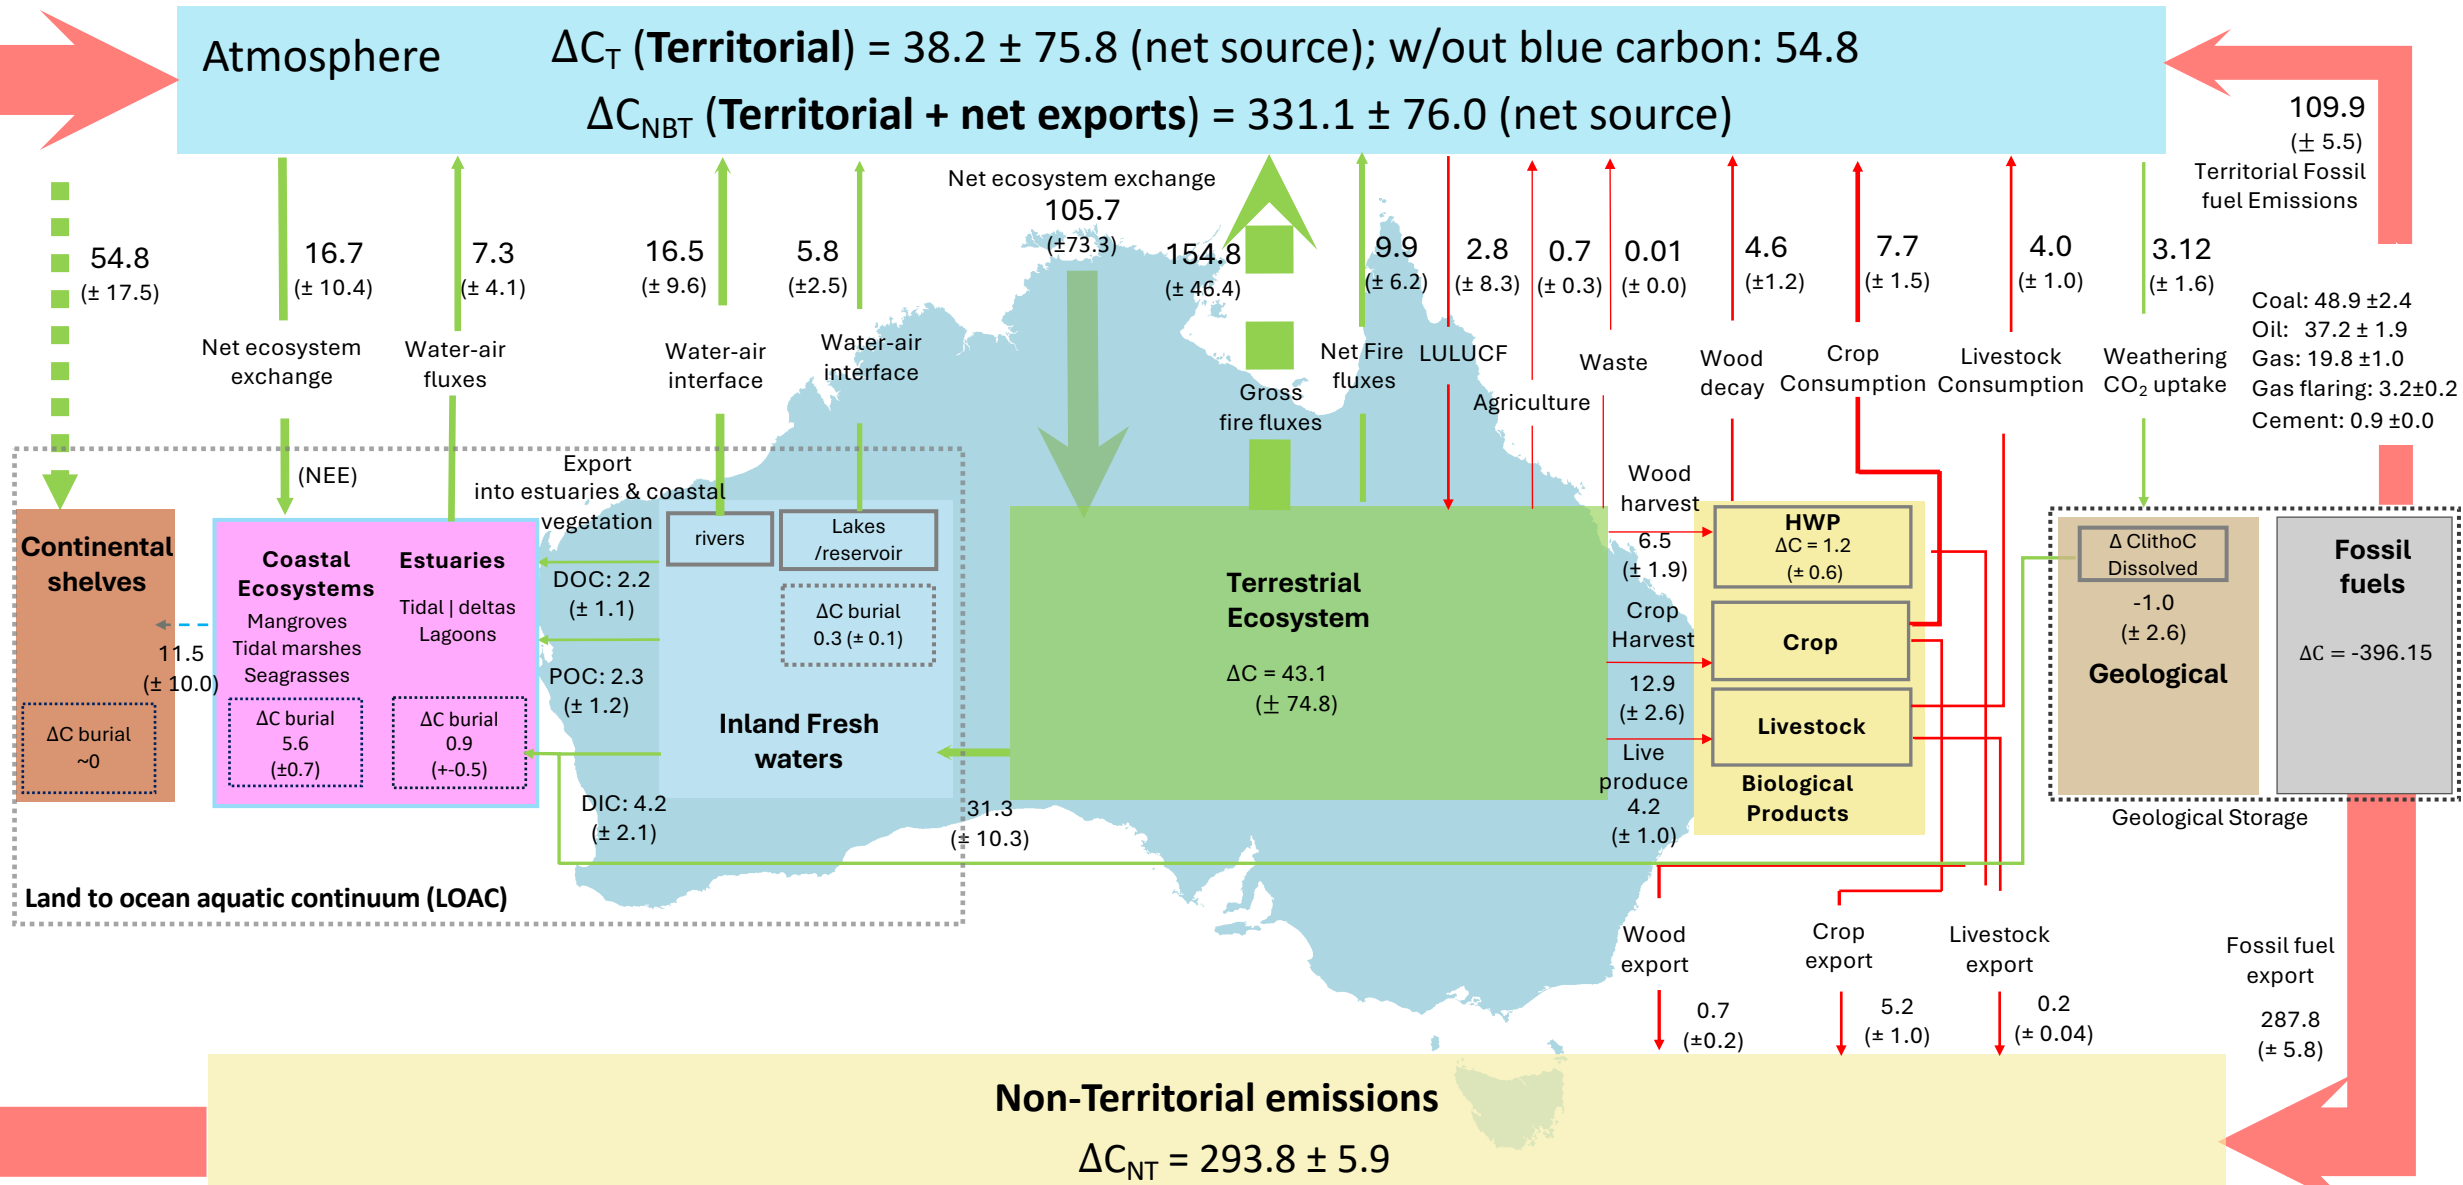 Atmosphere
ΔC_T (Territorial) = 38.2 ± 75.8 (net source); w/out blue carbon: 54.8
ΔC_NBT (Territorial + net exports) = 331.1 ± 76.0 (net source)
109.9
(± 5.5)
Territorial Fossil
fuel Emissions
54.8
(± 17.5)
16.7
(± 10.4)
Net ecosystem
exchange
(NEE)
7.3
(± 4.1)
Water-air
fluxes
16.5
(± 9.6)
Water-air
interface
5.8
(±2.5)
Water-air
interface
Net ecosystem exchange
105.7
(±73.3)
154.8
(± 46.4)
Gross
fire fluxes
9.9
(± 6.2)
Net Fire
fluxes
2.8
(± 8.3)
LULUCF
0.7
(± 0.3)
Agriculture
0.01
(± 0.0)
Waste
4.6
(±1.2)
Wood
decay
7.7
(± 1.5)
Crop
Consumption
4.0
(± 1.0)
Livestock
Consumption
3.12
(± 1.6)
Weathering
CO₂ uptake
Coal: 48.9 ±2.4
Oil: 37.2 ± 1.9
Gas: 19.8 ±1.0
Gas flaring: 3.2±0.2
Cement: 0.9 ±0.0
Continental
shelves
ΔC burial
~0
11.5
(± 10.0)
Coastal
Ecosystems
Mangroves
Tidal marshes
Seagrasses
ΔC burial
5.6
(±0.7)
Estuaries
Tidal | deltas
Lagoons
ΔC burial
0.9
(+-0.5)
Export
into estuaries & coastal
vegetation
DOC: 2.2
(± 1.1)
POC: 2.3
(± 1.2)
DIC: 4.2
(± 2.1)
rivers
Lakes
/reservoir
ΔC burial
0.3 (± 0.1)
Inland Fresh
waters
31.3
(± 10.3)
Land to ocean aquatic continuum (LOAC)
Terrestrial
Ecosystem
ΔC = 43.1
(± 74.8)
Wood
harvest
6.5
(± 1.9)
Crop
Harvest
12.9
(± 2.6)
Live
produce
4.2
(± 1.0)
HWP
ΔC = 1.2
(± 0.6)
Crop
Livestock
Biological
Products
Δ ClithoC
Dissolved
-1.0
(± 2.6)
Geological
Fossil
fuels
ΔC = -396.15
Geological Storage
Wood
export
0.7
(±0.2)
Crop
export
5.2
(± 1.0)
Livestock
export
0.2
(± 0.04)
Fossil fuel
export
287.8
(± 5.8)
Non-Territorial emissions
ΔC_NT = 293.8 ± 5.9